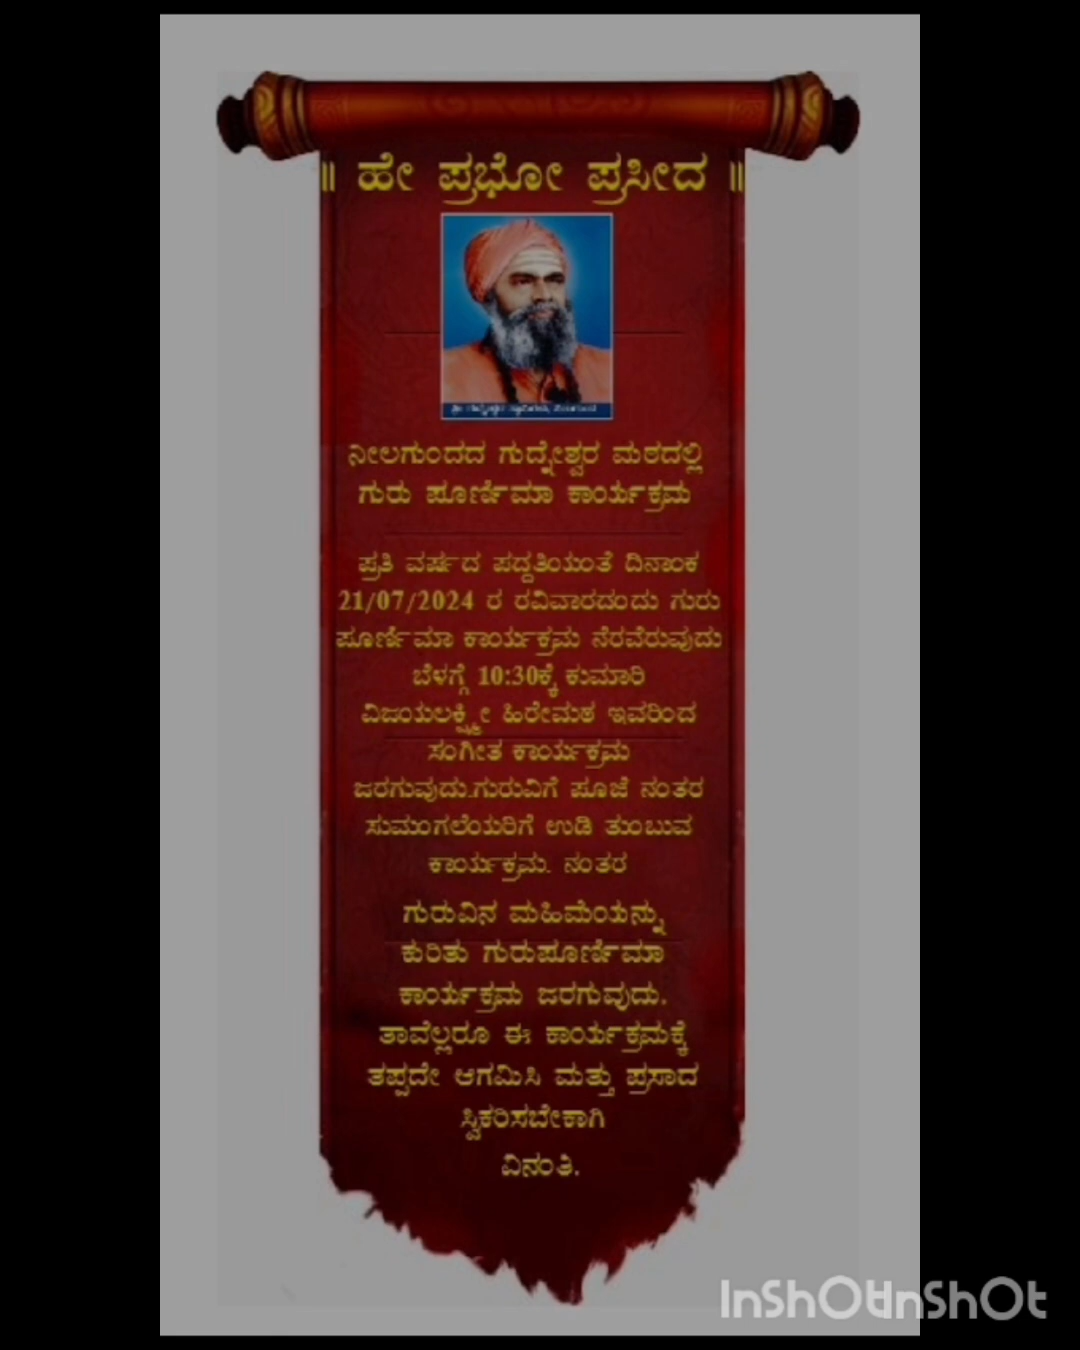 ॥ ಹೇ ಪ್ರಭೋ ಪ್ರಸೀದ ॥
ನೀಲಗುಂದದ ಗುದ್ನೇಶ್ವರ ಮಠದಲ್ಲಿ
ಗುರು ಪೂರ್ಣಿಮಾ ಕಾರ್ಯಕ್ರಮ
ಪ್ರತಿ ವರ್ಷದ ಪದ್ದತಿಯಂತೆ ದಿನಾಂಕ
21/07/2024 ರ ರವಿವಾರದಂದು ಗುರು
ಪೂರ್ಣಿಮಾ ಕಾರ್ಯಕ್ರಮ ನೆರವೆರುವುದು
ಬೆಳಗ್ಗೆ 10:30ಕ್ಕೆ ಕುಮಾರಿ
ವಿಜಯಲಕ್ಷ್ಮೀ ಹಿರೇಮಠ ಇವರಿಂದ
ಸಂಗೀತ ಕಾರ್ಯಕ್ರಮ
ಜರಗುವುದು.ಗುರುವಿಗೆ ಪೂಜೆ ನಂತರ
ಸುಮಂಗಲೆಯರಿಗೆ ಉಡಿ ತುಂಬುವ
ಕಾರ್ಯಕ್ರಮ. ನಂತರ
ಗುರುವಿನ ಮಹಿಮೆಯನ್ನು
ಕುರಿತು ಗುರುಪೂರ್ಣಿಮಾ
ಕಾರ್ಯಕ್ರಮ ಜರಗುವುದು.
ತಾವೆಲ್ಲರೂ ಈ ಕಾರ್ಯಕ್ರಮಕ್ಕೆ
ತಪ್ಪದೇ ಆಗಮಿಸಿ ಮತ್ತು ಪ್ರಸಾದ
ಸ್ವಿಕರಿಸಬೇಕಾಗಿ
ವಿನಂತಿ.
InShOt InShOt